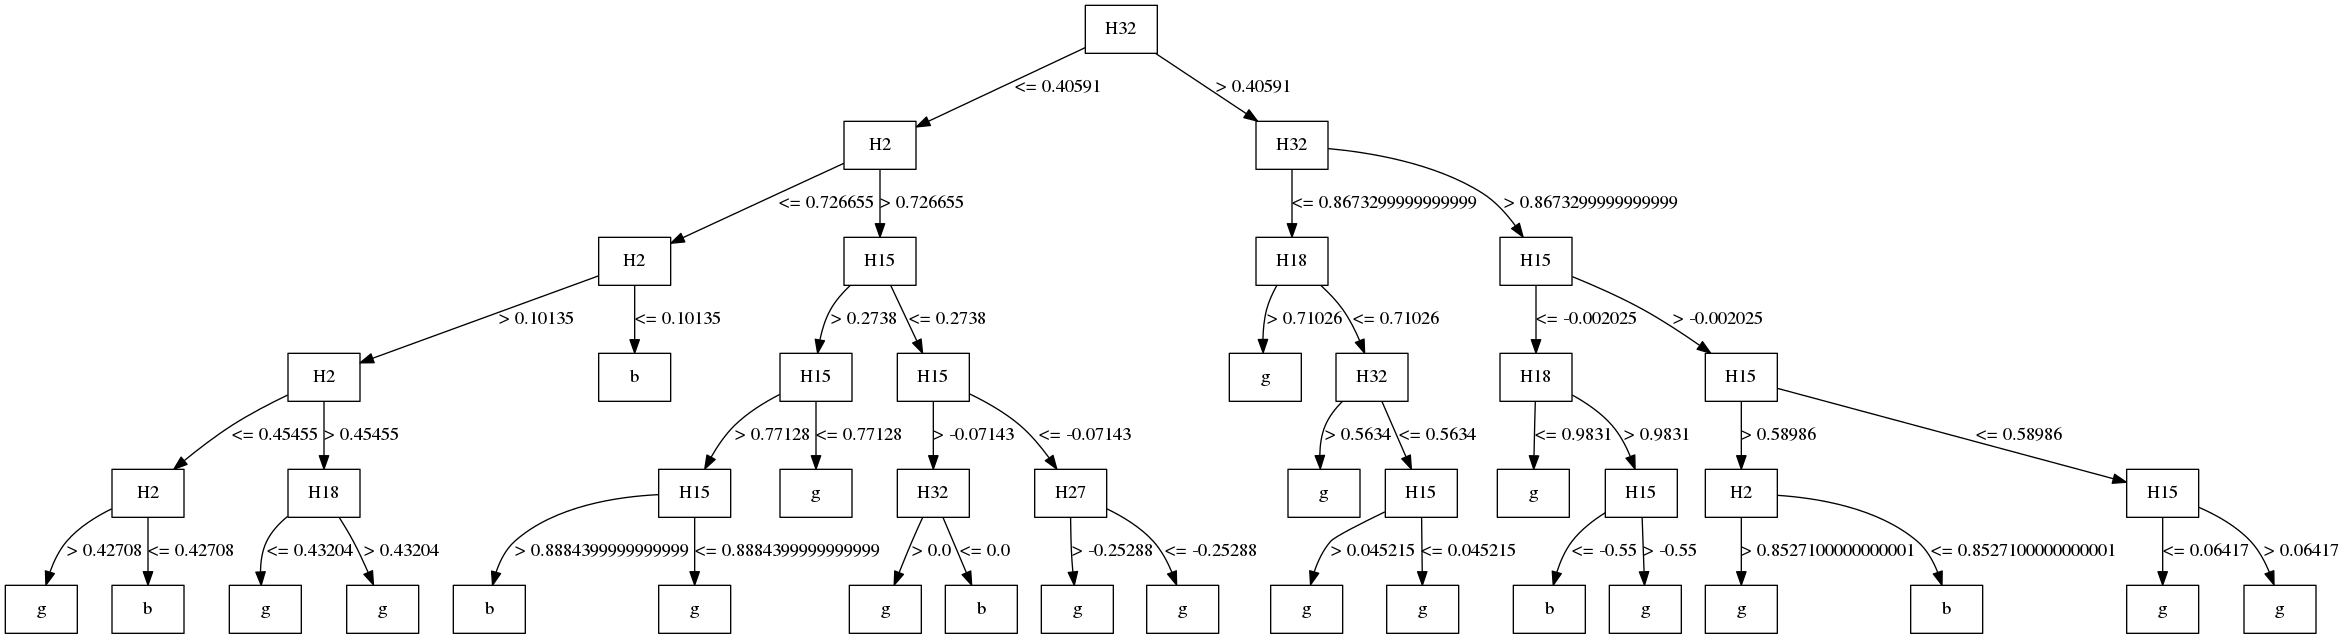 H32
<= 0.40591
> 0.40591
H2
H32
<= 0.726655
> 0.726655
<= 0.8673299999999999
> 0.8673299999999999
H2
H15
H18
H15
> 0.10135
<= 0.10135
> 0.2738
<= 0.2738
> 0.71026
<= 0.71026
<= -0.002025
> -0.002025
H2
b
H15
H15
g
H32
H18
H15
<= 0.45455
> 0.45455
> 0.77128
<= 0.77128
> -0.07143
<= -0.07143
> 0.5634
<= 0.5634
<= 0.9831
> 0.9831
> 0.58986
<= 0.58986
H2
H18
H15
g
H32
H27
g
H15
g
H15
H2
H15
> 0.42708
<= 0.42708
<= 0.43204
> 0.43204
> 0.8884399999999999
<= 0.8884399999999999
> 0.0
<= 0.0
> -0.25288
<= -0.25288
> 0.045215
<= 0.045215
<= -0.55
> -0.55
> 0.8527100000000001
<= 0.8527100000000001
<= 0.06417
> 0.06417
g
b
g
g
b
g
g
b
g
g
g
g
b
g
g
b
g
g